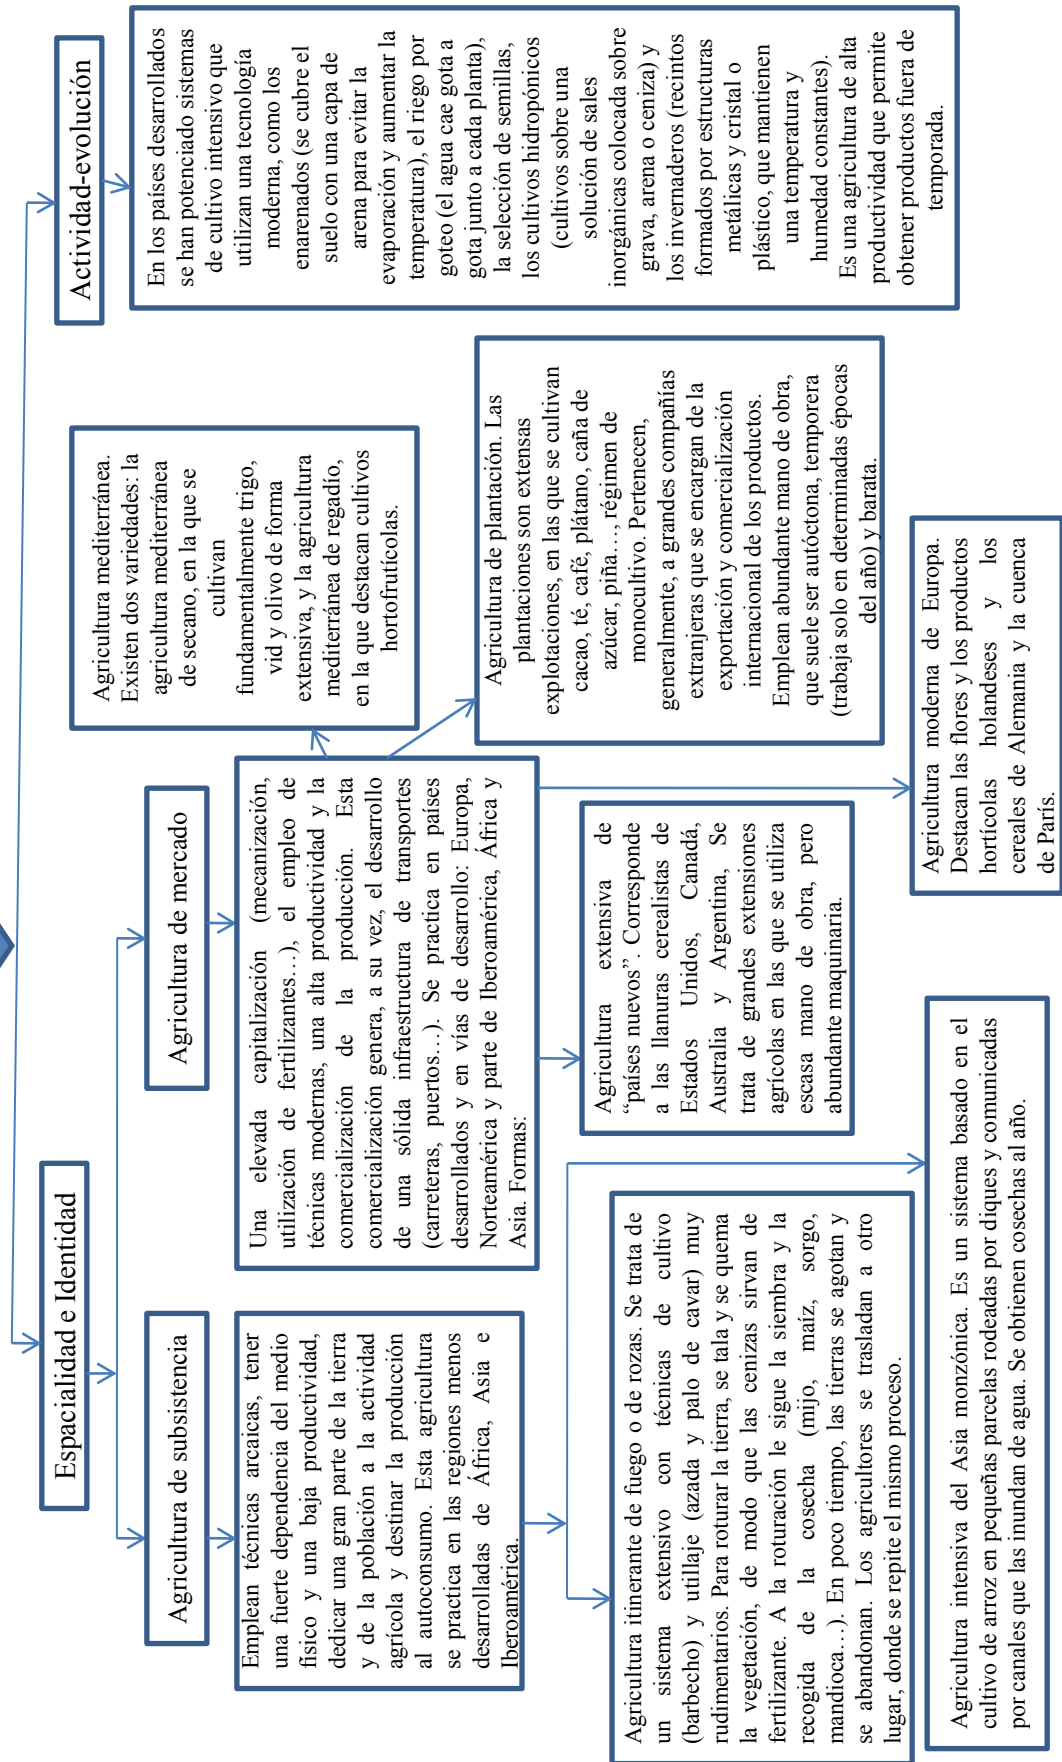 Espacialidad e Identidad
Actividad-evolución
Agricultura de subsistencia
Agricultura de mercado
Emplean técnicas arcaicas, tener
una fuerte dependencia del medio
físico y una baja productividad,
dedicar una gran parte de la tierra
y de la población a la actividad
agrícola y destinar la producción
al autoconsumo. Esta agricultura
se practica en las regiones menos
desarrolladas de África, Asia e
Iberoamérica.
Una elevada capitalización (mecanización,
utilización de fertilizantes…), el empleo de
técnicas modernas, una alta productividad y la
comercialización de la producción. Esta
comercialización genera, a su vez, el desarrollo
de una sólida infraestructura de transportes
(carreteras, puertos…). Se practica en países
desarrollados y en vías de desarrollo: Europa,
Norteamérica y parte de Iberoamérica, África y
Asia. Formas:
Agricultura mediterránea.
Existen dos variedades: la
agricultura mediterránea
de secano, en la que se
cultivan
fundamentalmente trigo,
vid y olivo de forma
extensiva, y la agricultura
mediterránea de regadío,
en la que destacan cultivos
hortofrutícolas.
En los países desarrollados
se han potenciado sistemas
de cultivo intensivo que
utilizan una tecnología
moderna, como los
enarenados (se cubre el
suelo con una capa de
arena para evitar la
evaporación y aumentar la
temperatura), el riego por
goteo (el agua cae gota a
gota junto a cada planta),
la selección de semillas,
los cultivos hidropónicos
(cultivos sobre una
solución de sales
inorgánicas colocada sobre
grava, arena o ceniza) y
los invernaderos (recintos
formados por estructuras
metálicas y cristal o
plástico, que mantienen
una temperatura y
humedad constantes).
Es una agricultura de alta
productividad que permite
obtener productos fuera de
temporada.
Agricultura de plantación. Las
plantaciones son extensas
explotaciones, en las que se cultivan
cacao, té, café, plátano, caña de
azúcar, piña…, régimen de
monocultivo. Pertenecen,
generalmente, a grandes compañías
extranjeras que se encargan de la
exportación y comercialización
internacional de los productos.
Emplean abundante mano de obra,
que suele ser autóctona, temporera
(trabaja solo en determinadas épocas
del año) y barata.
Agricultura extensiva de
“países nuevos”. Corresponde
a las llanuras cerealistas de
Estados Unidos, Canadá,
Australia y Argentina, Se
trata de grandes extensiones
agrícolas en las que se utiliza
escasa mano de obra, pero
abundante maquinaria.
Agricultura moderna de Europa.
Destacan las flores y los productos
hortícolas holandeses y los
cereales de Alemania y la cuenca
de París.
Agricultura itinerante de fuego o de rozas. Se trata de
un sistema extensivo con técnicas de cultivo
(barbecho) y utillaje (azada y palo de cavar) muy
rudimentarios. Para roturar la tierra, se tala y se quema
la vegetación, de modo que las cenizas sirvan de
fertilizante. A la roturación le sigue la siembra y la
recogida de la cosecha (mijo, maíz, sorgo,
mandioca…). En poco tiempo, las tierras se agotan y
se abandonan. Los agricultores se trasladan a otro
lugar, donde se repite el mismo proceso.
Agricultura intensiva del Asia monzónica. Es un sistema basado en el
cultivo de arroz en pequeñas parcelas rodeadas por diques y comunicadas
por canales que las inundan de agua. Se obtienen cosechas al año.